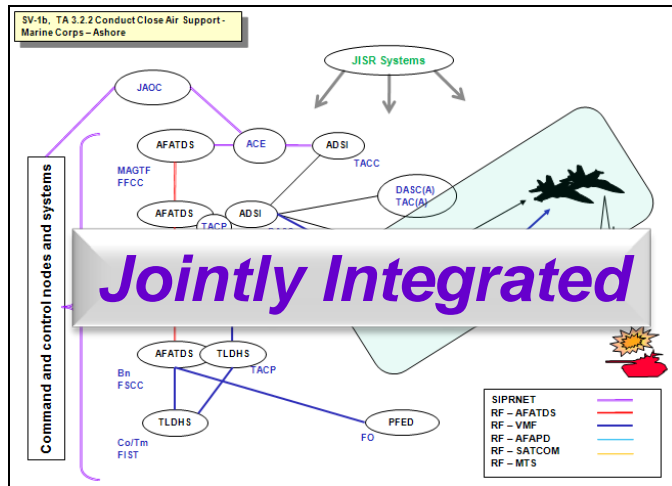 SV-1b, TA 3.2.2 Conduct Close Air Support -
Marine Corps – Ashore
JISR Systems
JAOC
AFATDS
ACE
ADSI
TACC
MAGTF
FFCC
DASC(A)
TAC(A)
AFATDS
TACP
ADSI
Jointly Integrated
Command and control nodes and systems
AFATDS
TLDHS
TACP
Bn
FSCC
TLDHS
PFED
FO
Co/Tm
FIST
SIPRNET
RF – AFATDS
RF – VMF
RF – AFAPD
RF – SATCOM
RF – MTS